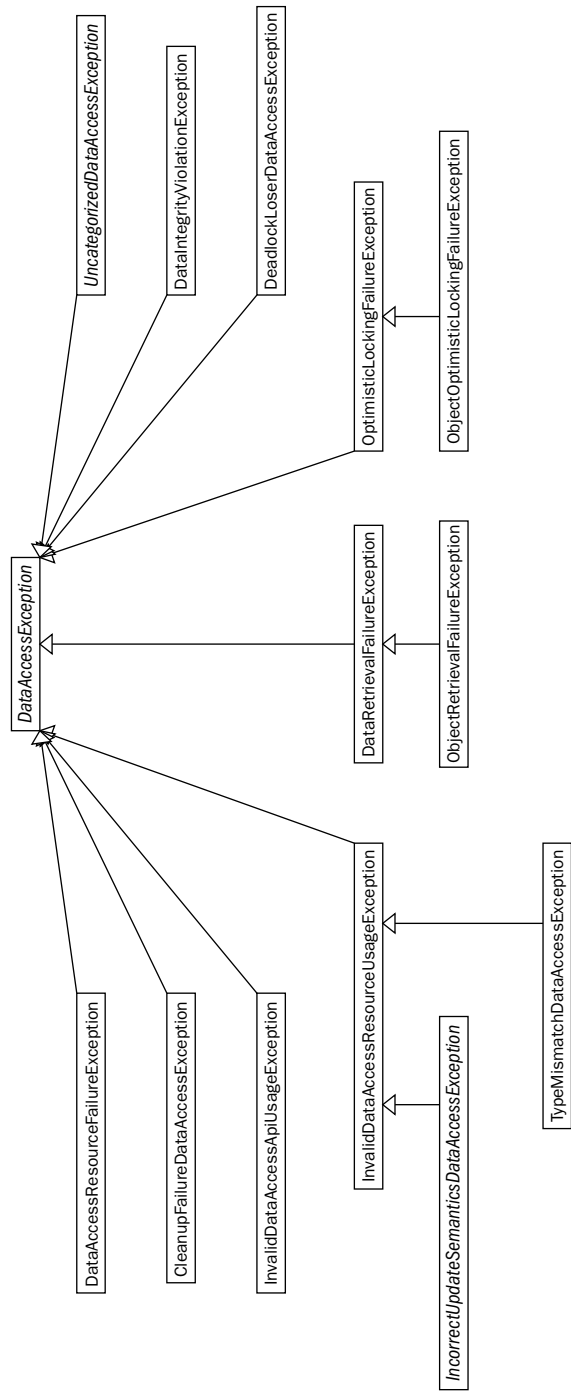 DataAccessException
DataAccessResourceFailureException
UncategorizedDataAccessException
CleanupFailureDataAccessException
DataIntegrityViolationException
InvalidDataAccessApiUsageException
DeadlockLoserDataAccessException
InvalidDataAccessResourceUsageException
DataRetrievalFailureException
OptimisticLockingFailureException
IncorrectUpdateSemanticsDataAccessException
ObjectRetrievalFailureException
ObjectOptimisticLockingFailureException
TypeMismatchDataAccessException